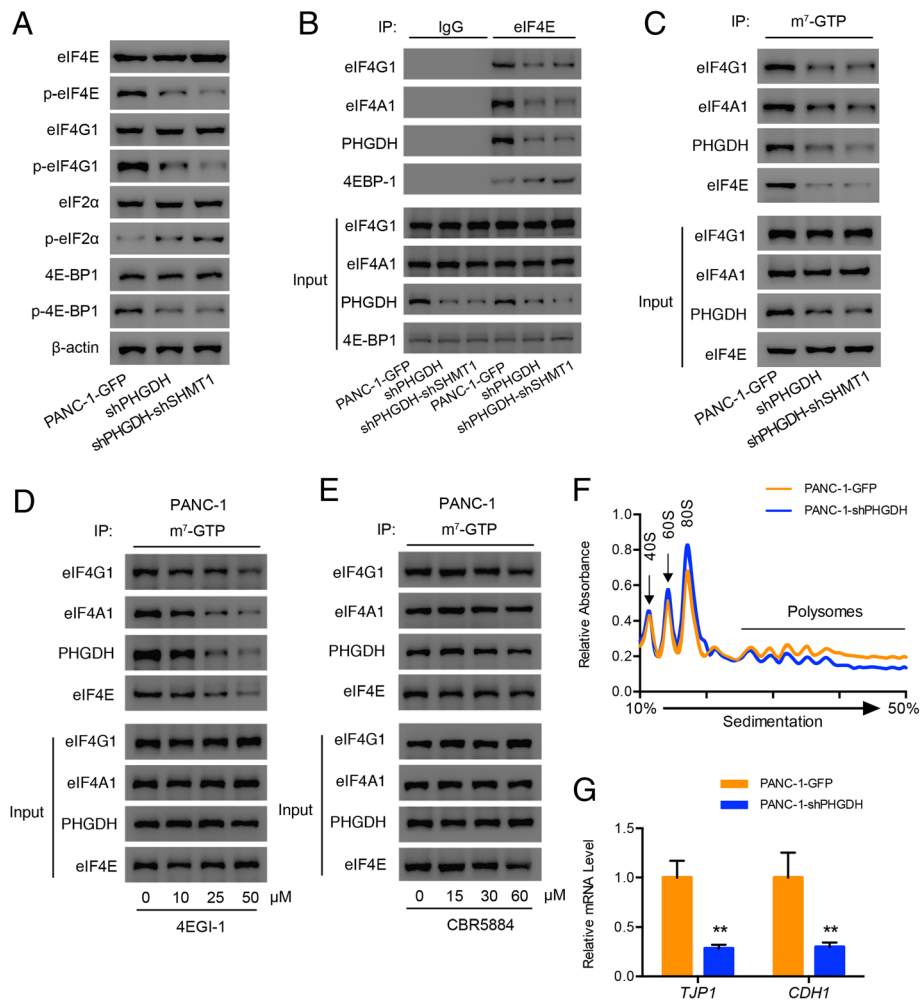 A
eIF4E
p-eIF4E
eIF4G1
p-eIF4G1
eIF2α
p-eIF2α
4E-BP1
p-4E-BP1
β-actin
PANC-1-GFP
shPHGDH
shPHGDH-shSHMT1
B
IP: IgG eIF4E
eIF4G1
eIF4A1
PHGDH
4EBP-1
Input
eIF4G1
eIF4A1
PHGDH
4E-BP1
PANC-1-GFP
shPHGDH
shPHGDH-shSHMT1
PANC-1-GFP
shPHGDH
shPHGDH-shSHMT1
C
IP: m⁷-GTP
eIF4G1
eIF4A1
PHGDH
eIF4E
Input
eIF4G1
eIF4A1
PHGDH
eIF4E
PANC-1-GFP
shPHGDH
shPHGDH-shSHMT1
D
PANC-1
IP: m⁷-GTP
eIF4G1
eIF4A1
PHGDH
eIF4E
Input
eIF4G1
eIF4A1
PHGDH
eIF4E
0 10 25 50 μM
4EGI-1
E
PANC-1
IP: m⁷-GTP
eIF4G1
eIF4A1
PHGDH
eIF4E
Input
eIF4G1
eIF4A1
PHGDH
eIF4E
0 15 30 60 μM
CBR5884
F
PANC-1-GFP
PANC-1-shPHGDH
Relative Absorbance
1.0
0.8
0.6
0.4
0.2
0.0
40S
60S
80S
Polysomes
10% 50%
Sedimentation
G
PANC-1-GFP
PANC-1-shPHGDH
Relative mRNA Level
1.5
1.0
0.5
0.0
** **
TJP1 CDH1